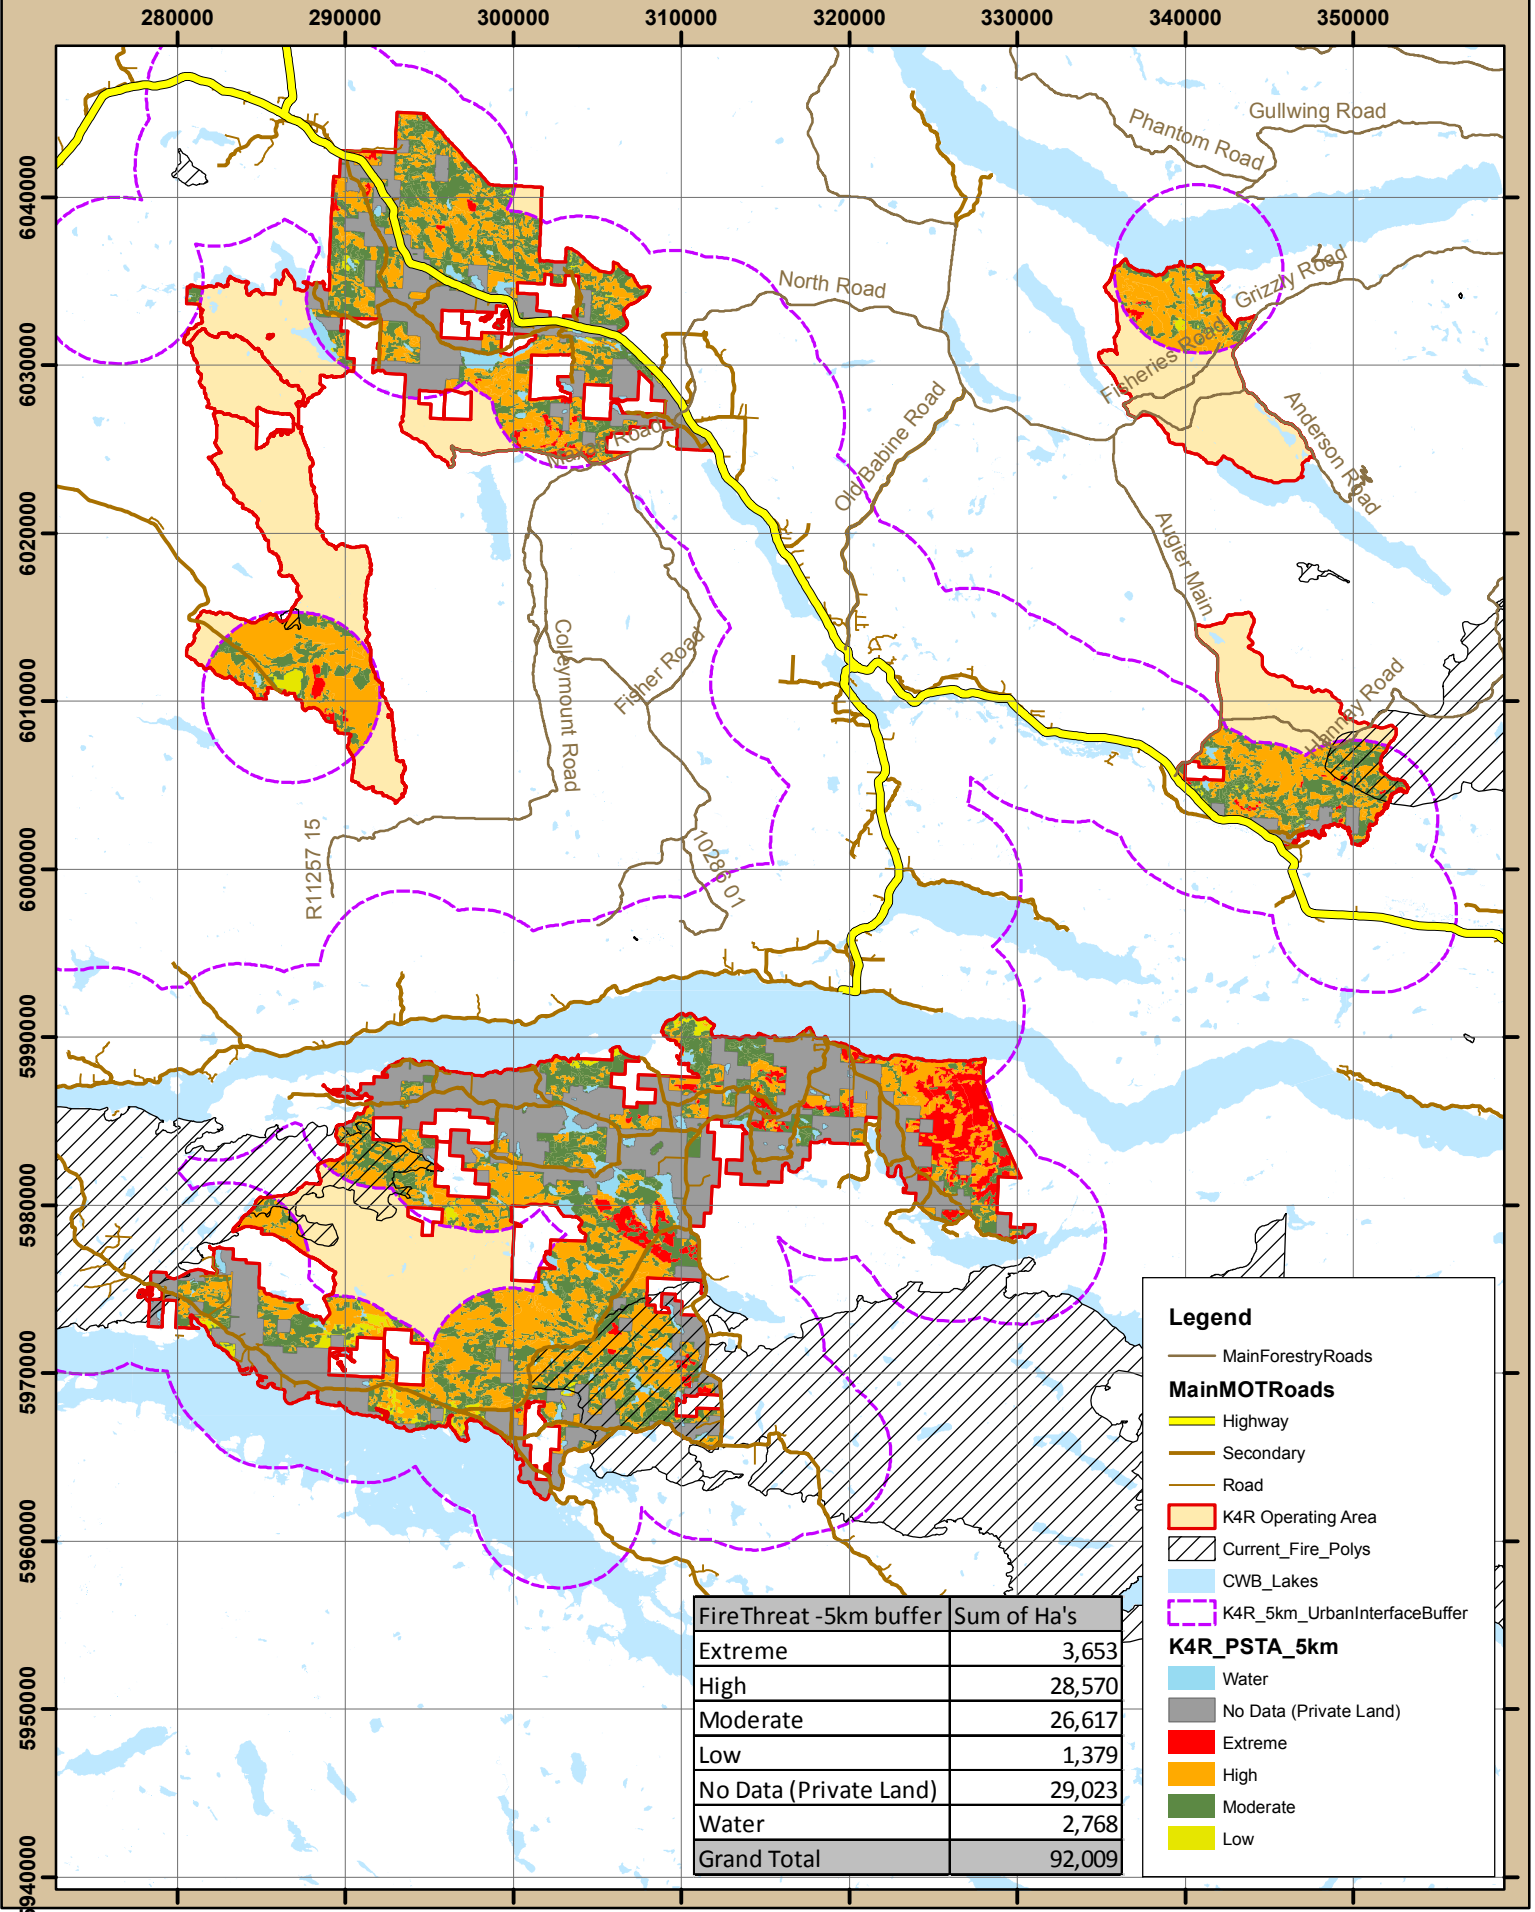 280000 290000 300000 310000 320000 330000 340000 350000
6040000
6030000
6020000
6010000
6000000
5990000
5980000
5970000
5960000
5950000
5940000
Gullwing Road
Phantom Road
North Road
Grizzly Road
Fisheries Road
Anderson Road
Old Babine Road
Road
Augier Main
Colleymount Road
Fisher Road
Hannay Road
R11257 15
10286 01
Legend
MainForestryRoads
MainMOTRoads
Highway
Secondary
Road
K4R Operating Area
Current_Fire_Polys
CWB_Lakes
K4R_5km_UrbanInterfaceBuffer
K4R_PSTA_5km
Water
No Data (Private Land)
Extreme
High
Moderate
Low
FireThreat -5km buffer Sum of Ha's
Extreme 3,653
High 28,570
Moderate 26,617
Low 1,379
No Data (Private Land) 29,023
Water 2,768
Grand Total 92,009